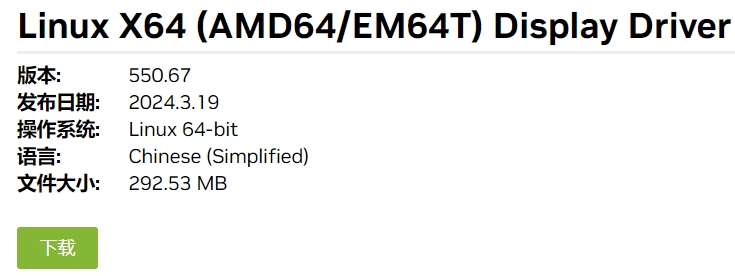 Linux X64 (AMD64/EM64T) Display Driver
版本: 550.67
发布日期: 2024.3.19
操作系统: Linux 64-bit
语言: Chinese (Simplified)
文件大小: 292.53 MB
下载